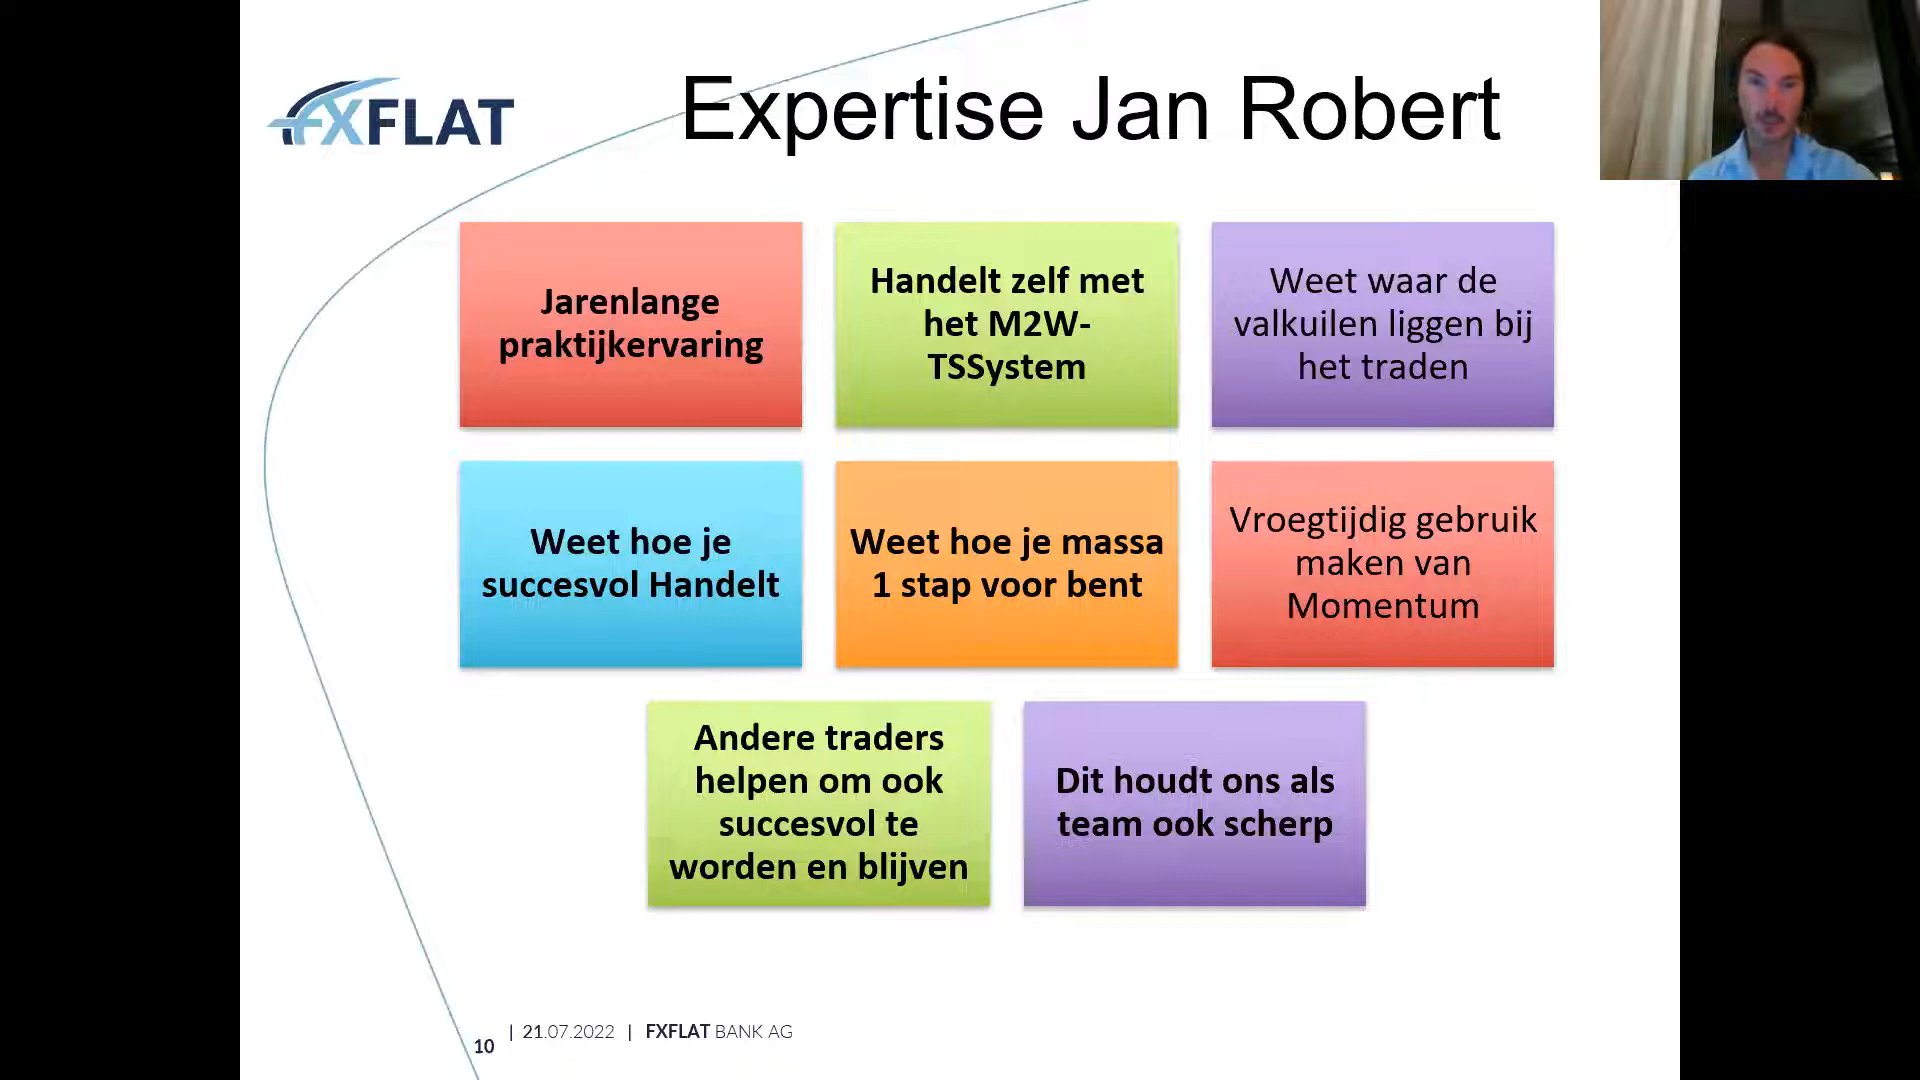 FXFLAT
Expertise Jan Robert
Jarenlange
praktijkervaring
Handelt zelf met
het M2W-
TSSystem
Weet waar de
valkuilen liggen bij
het traden
Weet hoe je
succesvol Handelt
Weet hoe je massa
1 stap voor bent
Vroegtijdig gebruik
maken van
Momentum
Andere traders
helpen om ook
succesvol te
worden en blijven
Dit houdt ons als
team ook scherp
10 | 21.07.2022 | FXFLAT BANK AG